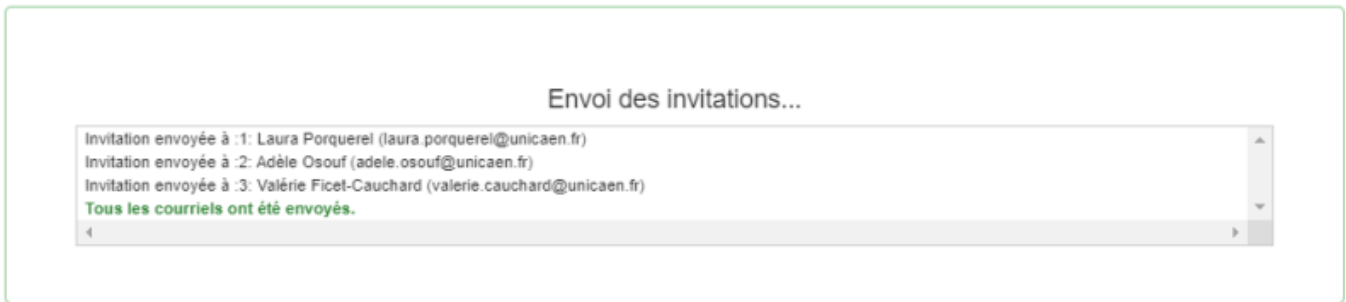 Envoi des invitations...
Invitation envoyée à :1: Laura Porquerel (laura.porquerel@unicaen.fr)
Invitation envoyée à :2: Adèle Osouf (adele.osouf@unicaen.fr)
Invitation envoyée à :3: Valérie Ficet-Cauchard (valerie.cauchard@unicaen.fr)
Tous les courriels ont été envoyés.